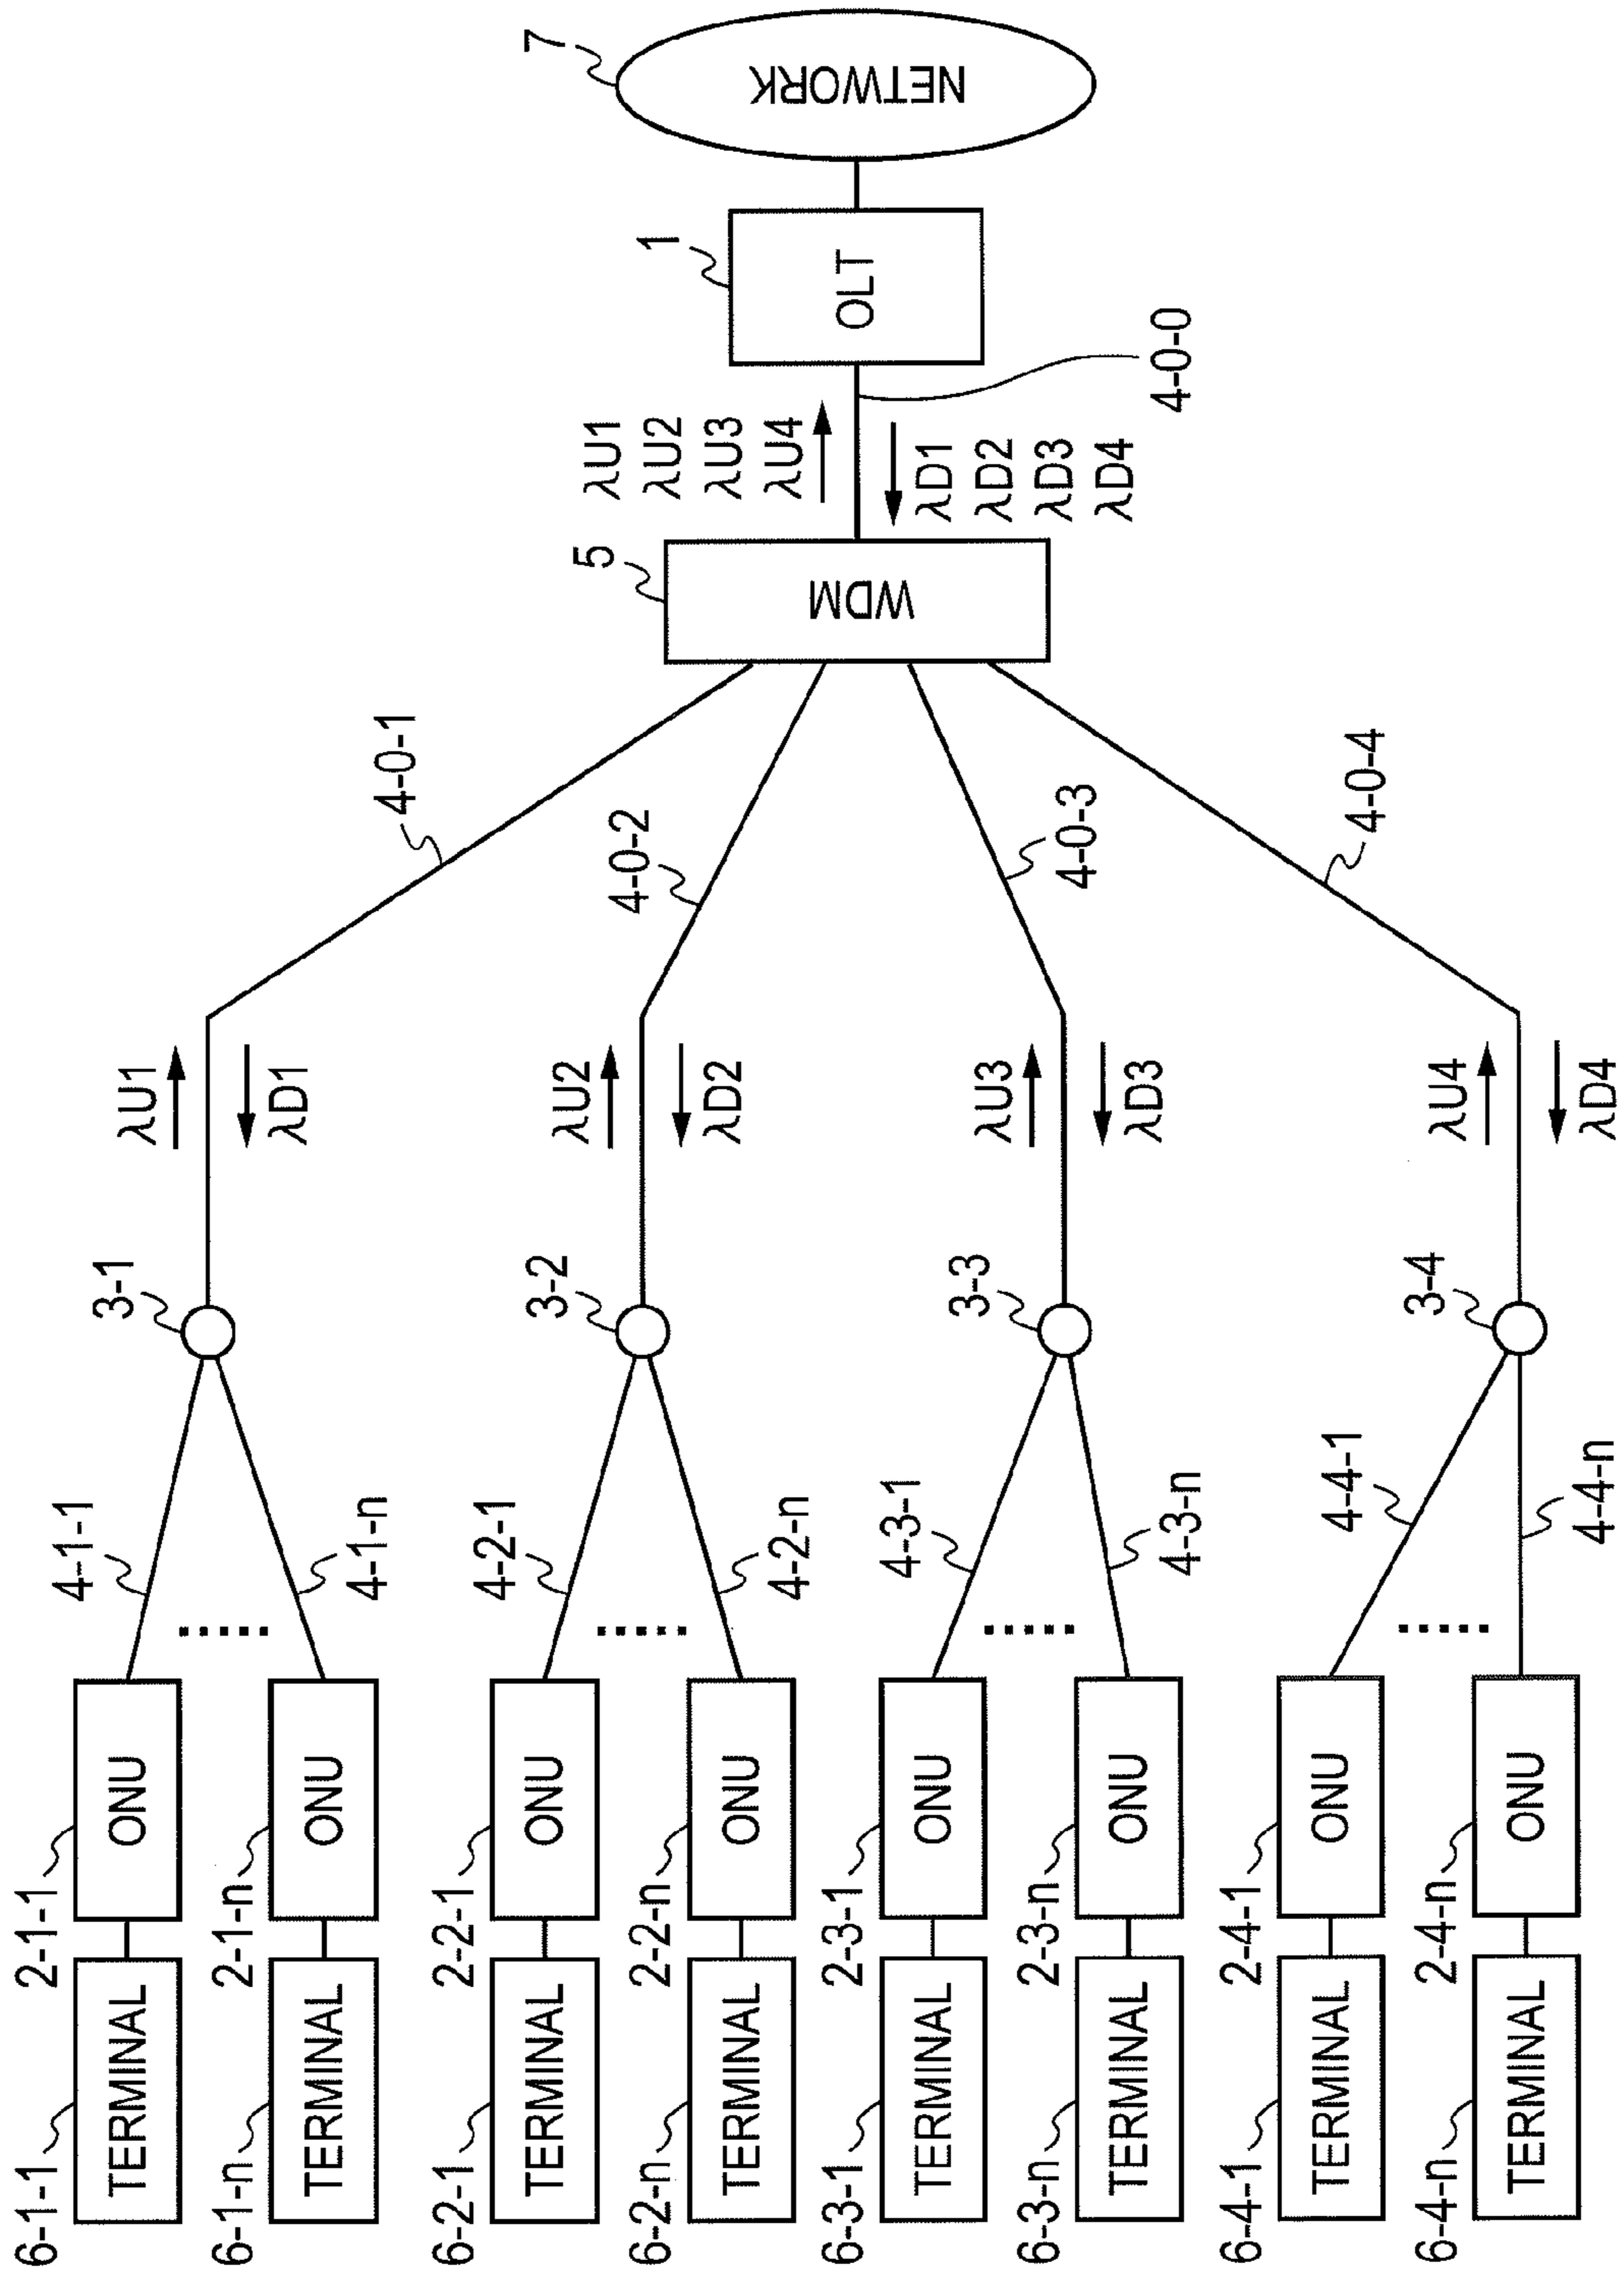 7
NETWORK
1
OLT
4-0-0
λU1
λU2
λU3
λU4
λD1
λD2
λD3
λD4
5
WDM
4-0-1
4-0-2
4-0-3
4-0-4
λU1
λD1
λU2
λD2
λU3
λD3
λU4
λD4
3-1
3-2
3-3
3-4
4-1-1
4-1-n
4-2-1
4-2-n
4-3-1
4-3-n
4-4-1
4-4-n
ONU
ONU
ONU
ONU
ONU
ONU
ONU
ONU
2-1-1
2-1-n
2-2-1
2-2-n
2-3-1
2-3-n
2-4-1
2-4-n
TERMINAL
TERMINAL
TERMINAL
TERMINAL
TERMINAL
TERMINAL
TERMINAL
TERMINAL
6-1-1
6-1-n
6-2-1
6-2-n
6-3-1
6-3-n
6-4-1
6-4-n